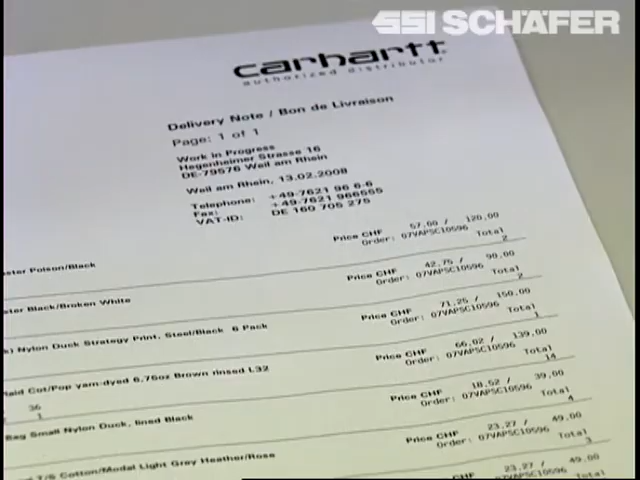 SSI SCHÄFER
carhartt
authorized distributor
Delivery Note / Bon de Livraison
Page: 1 of 1
Work in Progress
Hegenheimer Strasse 16
DE-79576 Weil am Rhein
Weil am Rhein, 13.02.2008
Telephone: +49-7621 96 6-6
Fax: +49-7621 966565
VAT-ID: DE 160 705 275
Price CHF 57,00 / 120,00
Order: 07VAPSC10596 Total
Poison/Black 2
Price CHF 42,75 / 90,00
Order: 07VAPSC10596 Total
Black/Broken White 2
Price CHF 71,25 / 150,00
Order: 07VAPSC10596 Total
Nylon Duck Strategy Print, Steel/Black 6 Pack 1
Price CHF 66,02 / 139,00
Order: 07VAPSC10596 Total
Cot/Pop yarn-dyed 6,75oz Brown rinsed L32 14
36
1
Price CHF 18,52 / 39,00
Order: 07VAPSC10596 Total
Bag Small Nylon Duck, lined Black 4
Price CHF 23,27 / 49,00
Order: 07VAPSC10596 Total
T/S Cotton/Modal Light Grey Heather/Rose 3
Price CHF 23,27 / 49,00
Order: 07VAPSC10596 Total